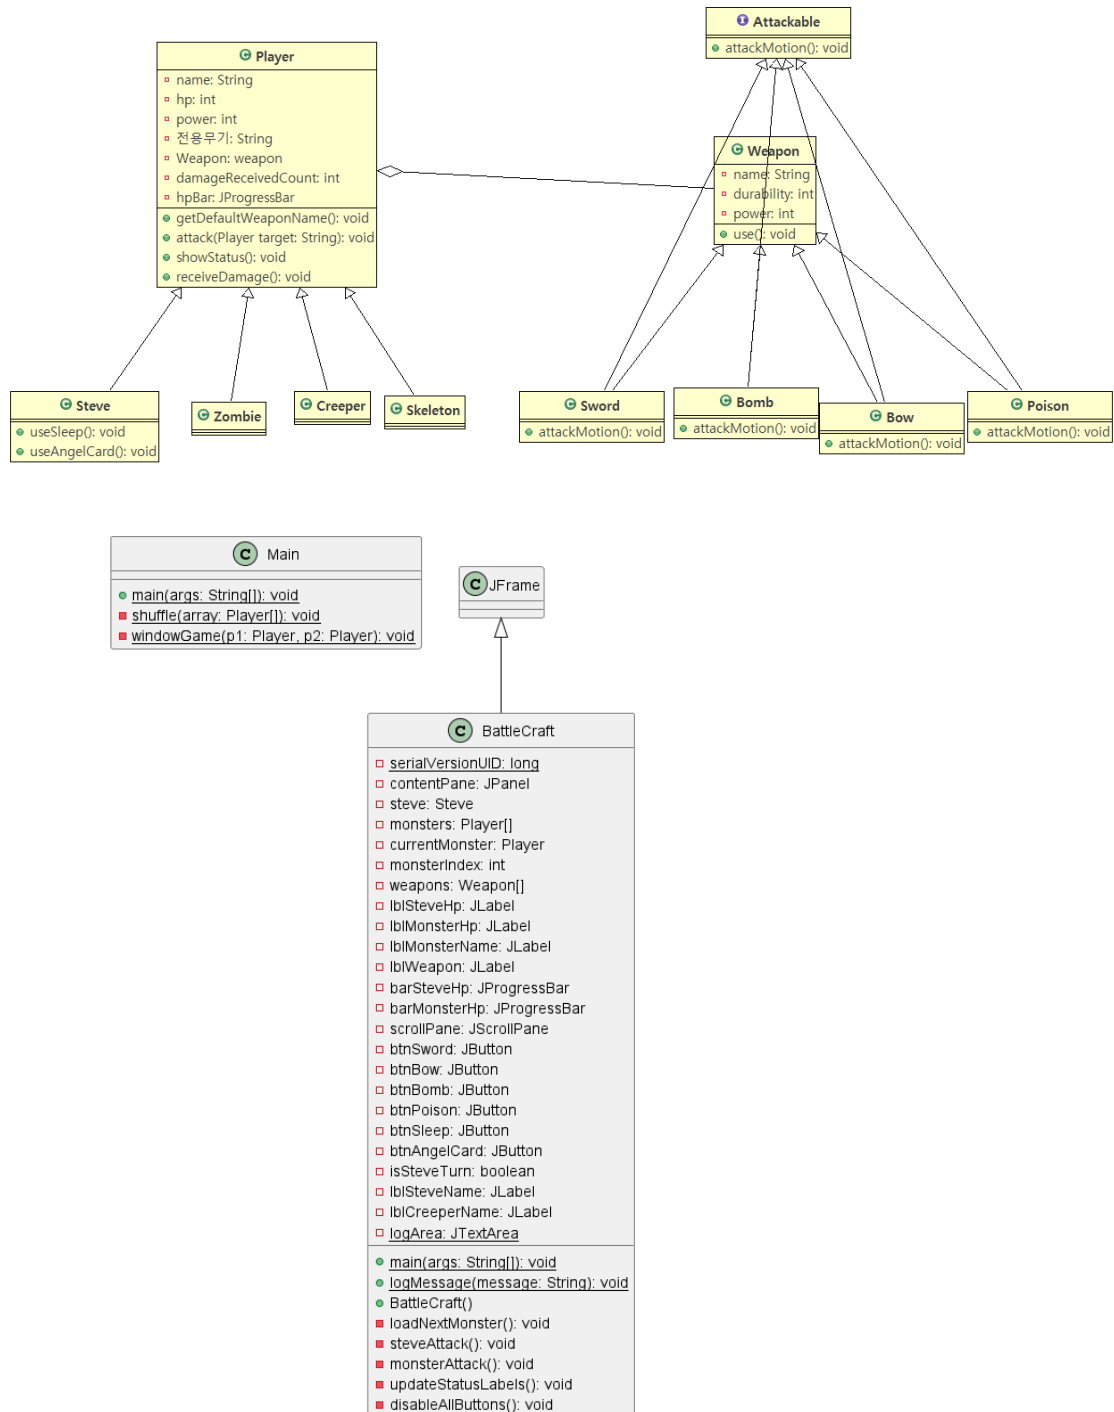 Attackable
attackMotion(): void
Player
name: String
hp: int
power: int
전용무기: String
Weapon: weapon
damageReceivedCount: int
hpBar: JProgressBar
getDefaultWeaponName(): void
attack(Player target: String): void
showStatus(): void
receiveDamage(): void
Weapon
name: String
durability: int
power: int
use(): void
Steve
useSleep(): void
useAngelCard(): void
Zombie
Creeper
Skeleton
Sword
attackMotion(): void
Bomb
attackMotion(): void
Bow
attackMotion(): void
Poison
attackMotion(): void
Main
main(args: String[]): void
shuffle(array: Player[]): void
windowGame(p1: Player, p2: Player): void
JFrame
BattleCraft
serialVersionUID: long
contentPane: JPanel
steve: Steve
monsters: Player[]
currentMonster: Player
monsterIndex: int
weapons: Weapon[]
lblSteveHp: JLabel
lblMonsterHp: JLabel
lblMonsterName: JLabel
lblWeapon: JLabel
barSteveHp: JProgressBar
barMonsterHp: JProgressBar
scrollPane: JScrollPane
btnSword: JButton
btnBow: JButton
btnBomb: JButton
btnPoison: JButton
btnSleep: JButton
btnAngelCard: JButton
isSteveTurn: boolean
lblSteveName: JLabel
lblCreeperName: JLabel
logArea: JTextArea
main(args: String[]): void
logMessage(message: String): void
BattleCraft()
loadNextMonster(): void
steveAttack(): void
monsterAttack(): void
updateStatusLabels(): void
disableAllButtons(): void